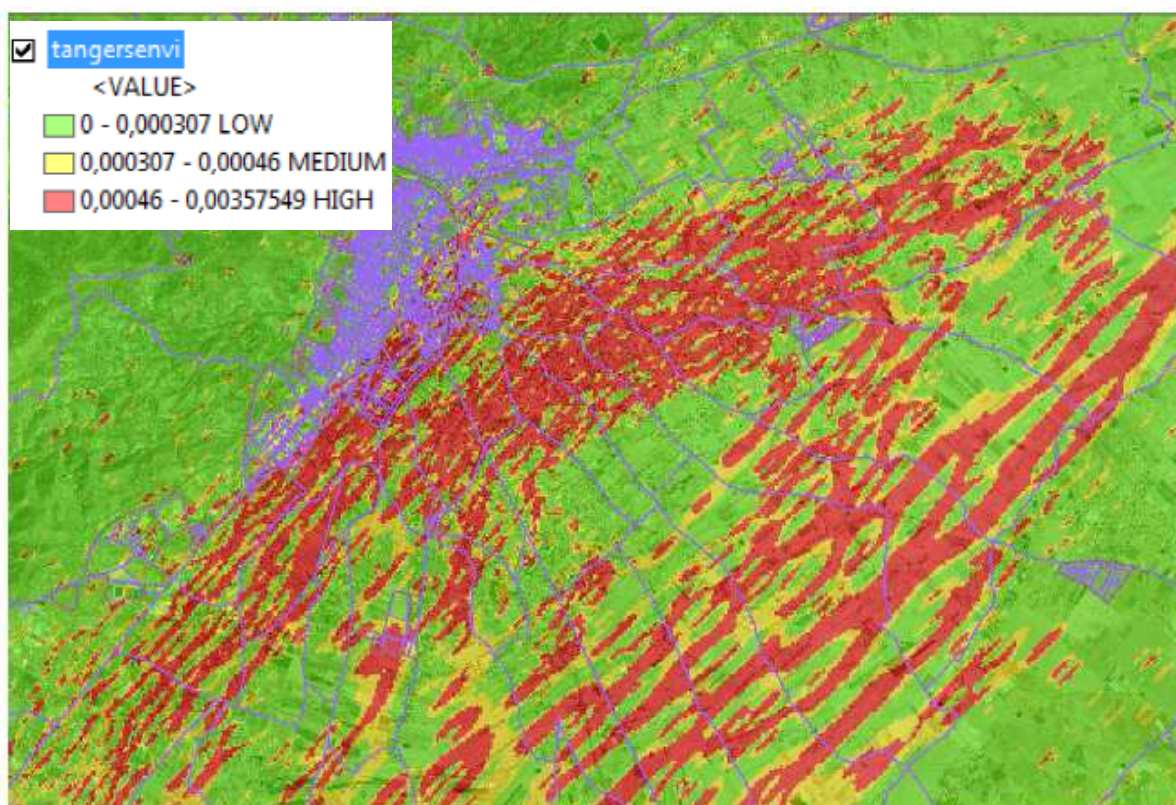 tangersenvi
<VALUE>
0 - 0,000307 LOW
0,000307 - 0,00046 MEDIUM
0,00046 - 0,00357549 HIGH